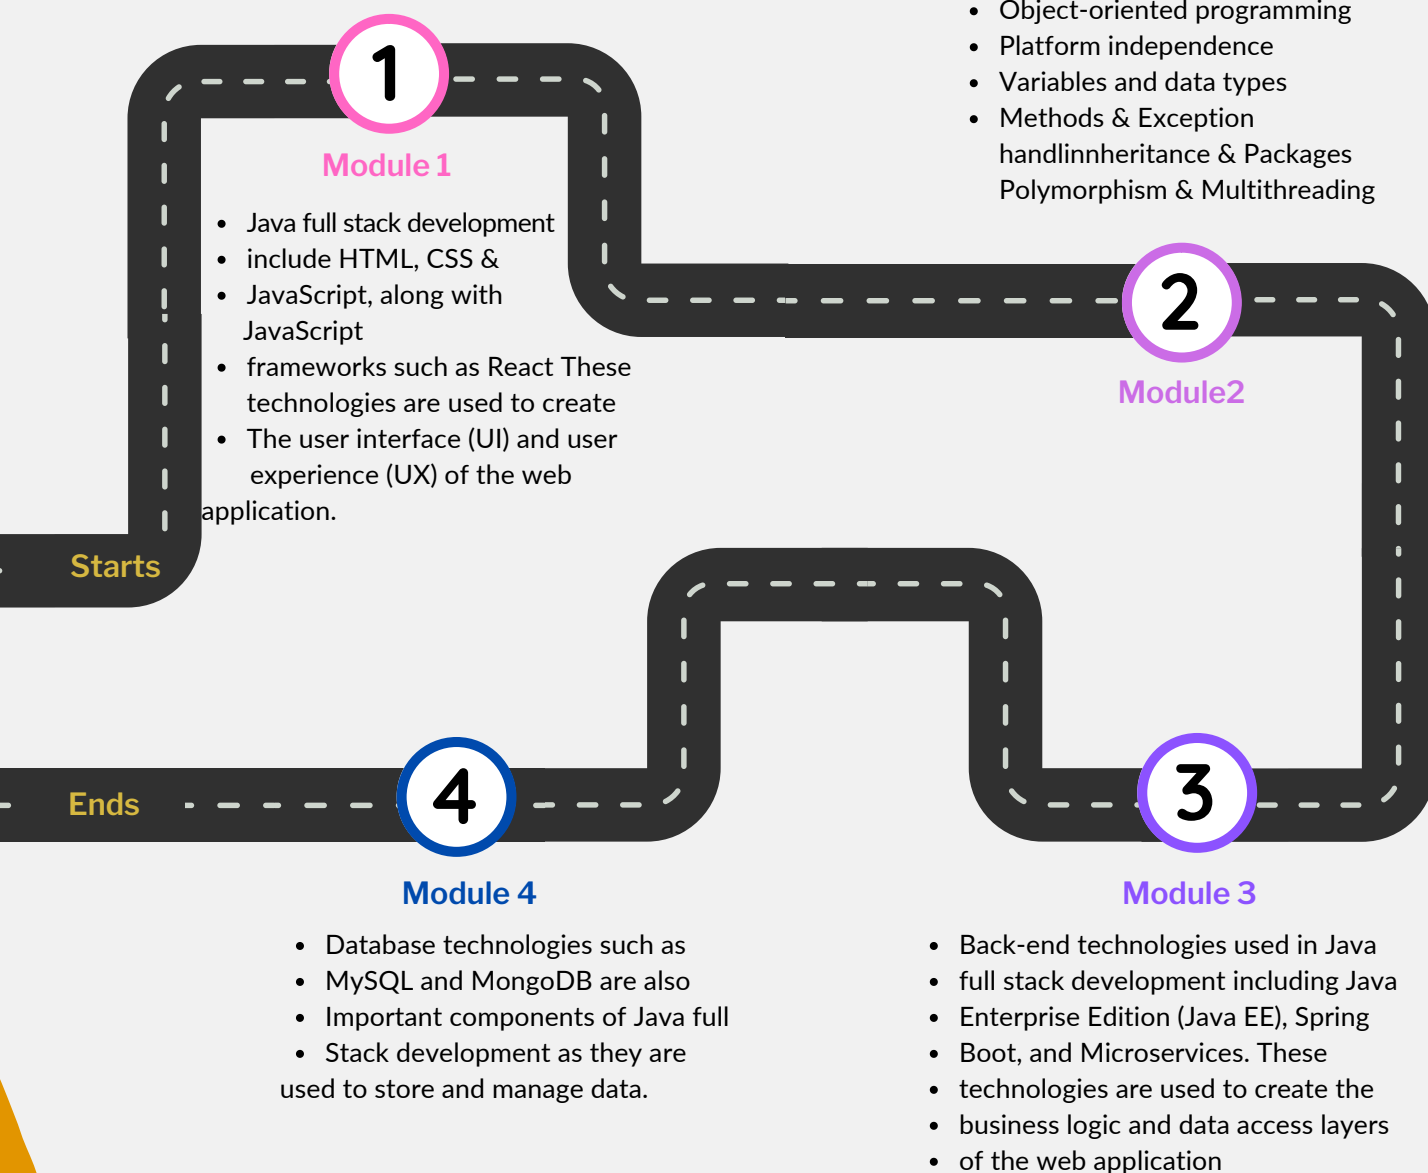 1
Module 1
• Java full stack development
• include HTML, CSS &
• JavaScript, along with
JavaScript
• frameworks such as React These
technologies are used to create
• The user interface (UI) and user
experience (UX) of the web
application.
Starts
• Object-oriented programming
• Platform independence
• Variables and data types
• Methods & Exception
handlinnheritance & Packages
Polymorphism & Multithreading
2
Module2
3
Module 3
• Back-end technologies used in Java
• full stack development including Java
• Enterprise Edition (Java EE), Spring
• Boot, and Microservices. These
• technologies are used to create the
• business logic and data access layers
• of the web application
4
Module 4
• Database technologies such as
• MySQL and MongoDB are also
• Important components of Java full
• Stack development as they are
used to store and manage data.
Ends